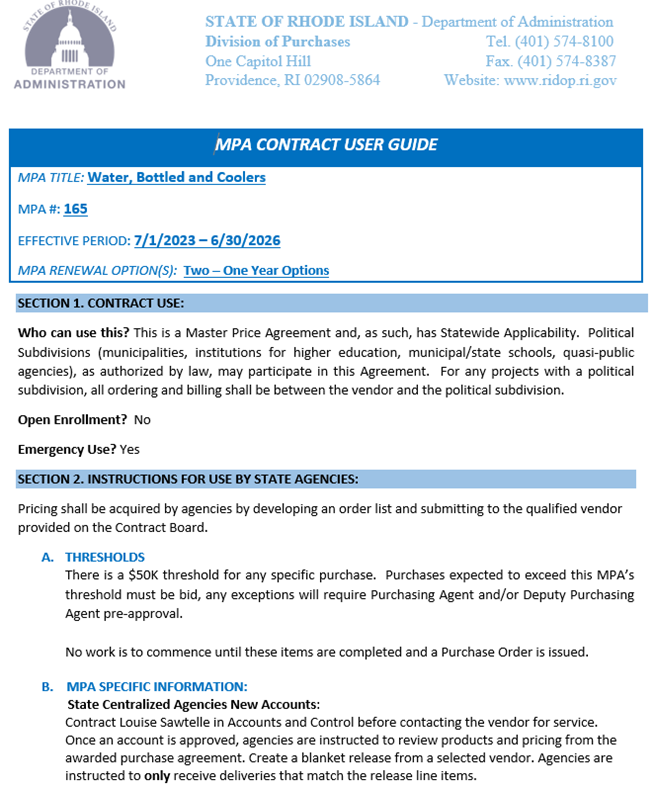 STATE OF RHODE ISLAND
DEPARTMENT OF
ADMINISTRATION
STATE OF RHODE ISLAND - Department of Administration
Division of Purchases Tel. (401) 574-8100
One Capitol Hill Fax. (401) 574-8387
Providence, RI 02908-5864 Website: www.ridop.ri.gov
MPA CONTRACT USER GUIDE
MPA TITLE: Water, Bottled and Coolers
MPA #: 165
EFFECTIVE PERIOD: 7/1/2023 – 6/30/2026
MPA RENEWAL OPTION(S): Two – One Year Options
SECTION 1. CONTRACT USE:
Who can use this? This is a Master Price Agreement and, as such, has Statewide Applicability. Political
Subdivisions (municipalities, institutions for higher education, municipal/state schools, quasi-public
agencies), as authorized by law, may participate in this Agreement. For any projects with a political
subdivision, all ordering and billing shall be between the vendor and the political subdivision.
Open Enrollment? No
Emergency Use? Yes
SECTION 2. INSTRUCTIONS FOR USE BY STATE AGENCIES:
Pricing shall be acquired by agencies by developing an order list and submitting to the qualified vendor
provided on the Contract Board.
A. THRESHOLDS
There is a $50K threshold for any specific purchase. Purchases expected to exceed this MPA's
threshold must be bid, any exceptions will require Purchasing Agent and/or Deputy Purchasing
Agent pre-approval.
No work is to commence until these items are completed and a Purchase Order is issued.
B. MPA SPECIFIC INFORMATION:
State Centralized Agencies New Accounts:
Contract Louise Sawtelle in Accounts and Control before contacting the vendor for service.
Once an account is approved, agencies are instructed to review products and pricing from the
awarded purchase agreement. Create a blanket release from a selected vendor. Agencies are
instructed to only receive deliveries that match the release line items.